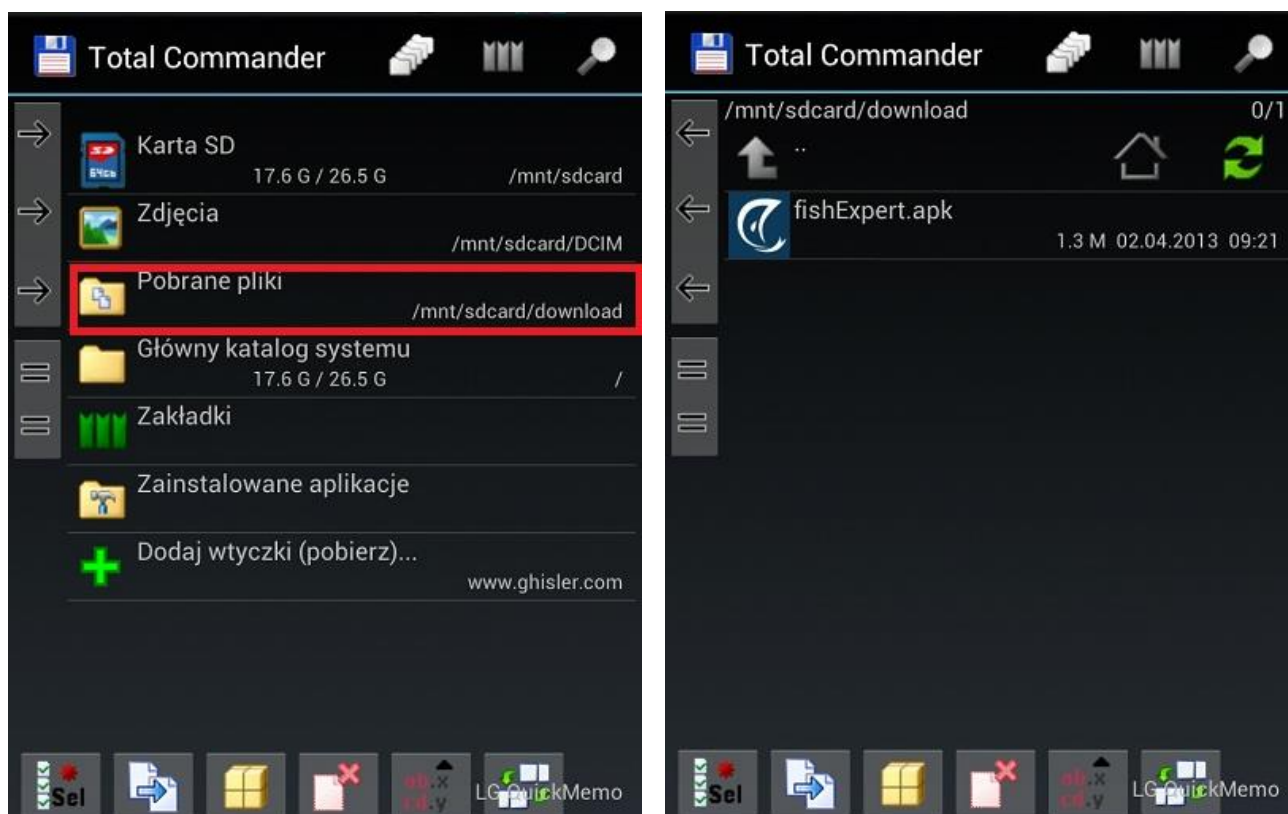 Total Commander
Karta SD
17.6 G / 26.5 G /mnt/sdcard
Zdjęcia
/mnt/sdcard/DCIM
Pobrane pliki
/mnt/sdcard/download
Główny katalog systemu
17.6 G / 26.5 G /
Zakładki
Zainstalowane aplikacje
Dodaj wtyczki (pobierz)...
www.ghisler.com
Sel
LG QuickMemo
Total Commander
/mnt/sdcard/download 0/1
..
fishExpert.apk
1.3 M 02.04.2013 09:21
Sel
LG QuickMemo